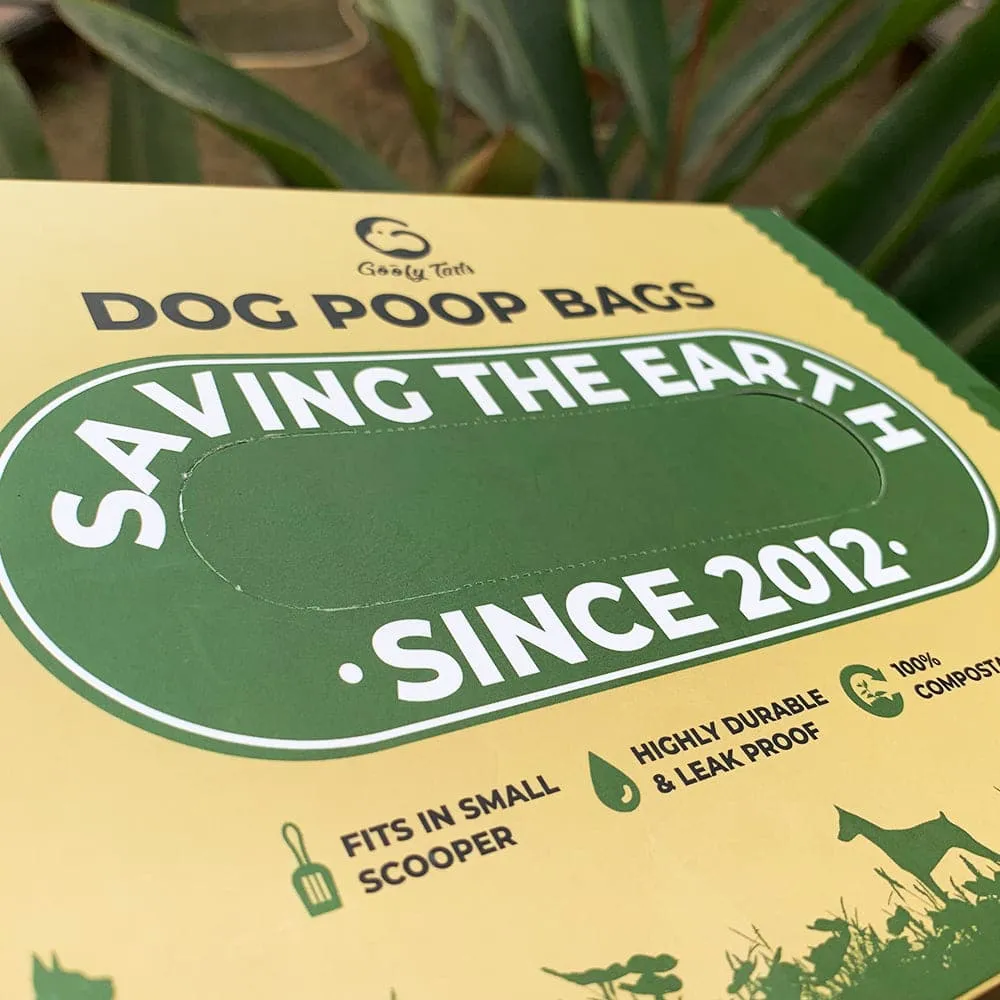 Goofy Tails
DOG POOP BAGS
SAVING THE EARTH
·SINCE 2012·
100%
HIGHLY DURABLE
& LEAK PROOF
FITS IN SMALL
SCOOPER